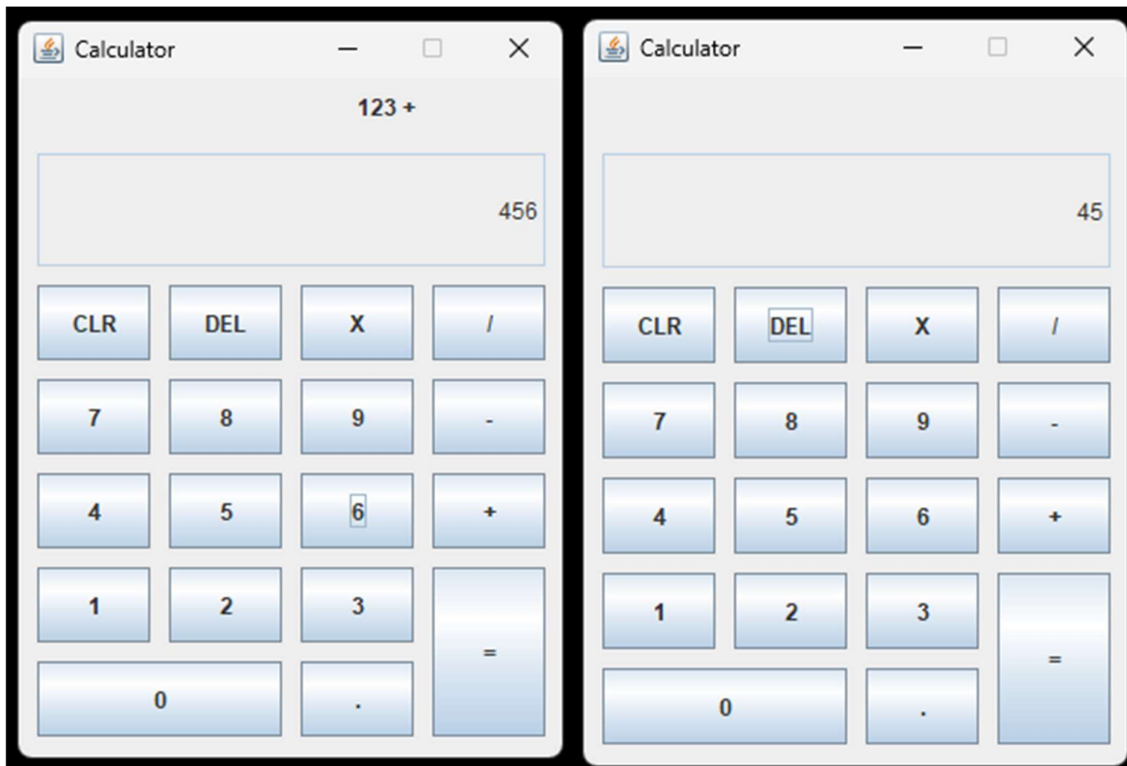 Calculator
123 +
456
CLR DEL X /
7 8 9 -
4 5 6 +
1 2 3
=
0 .
Calculator
45
CLR DEL X /
7 8 9 -
4 5 6 +
1 2 3
=
0 .